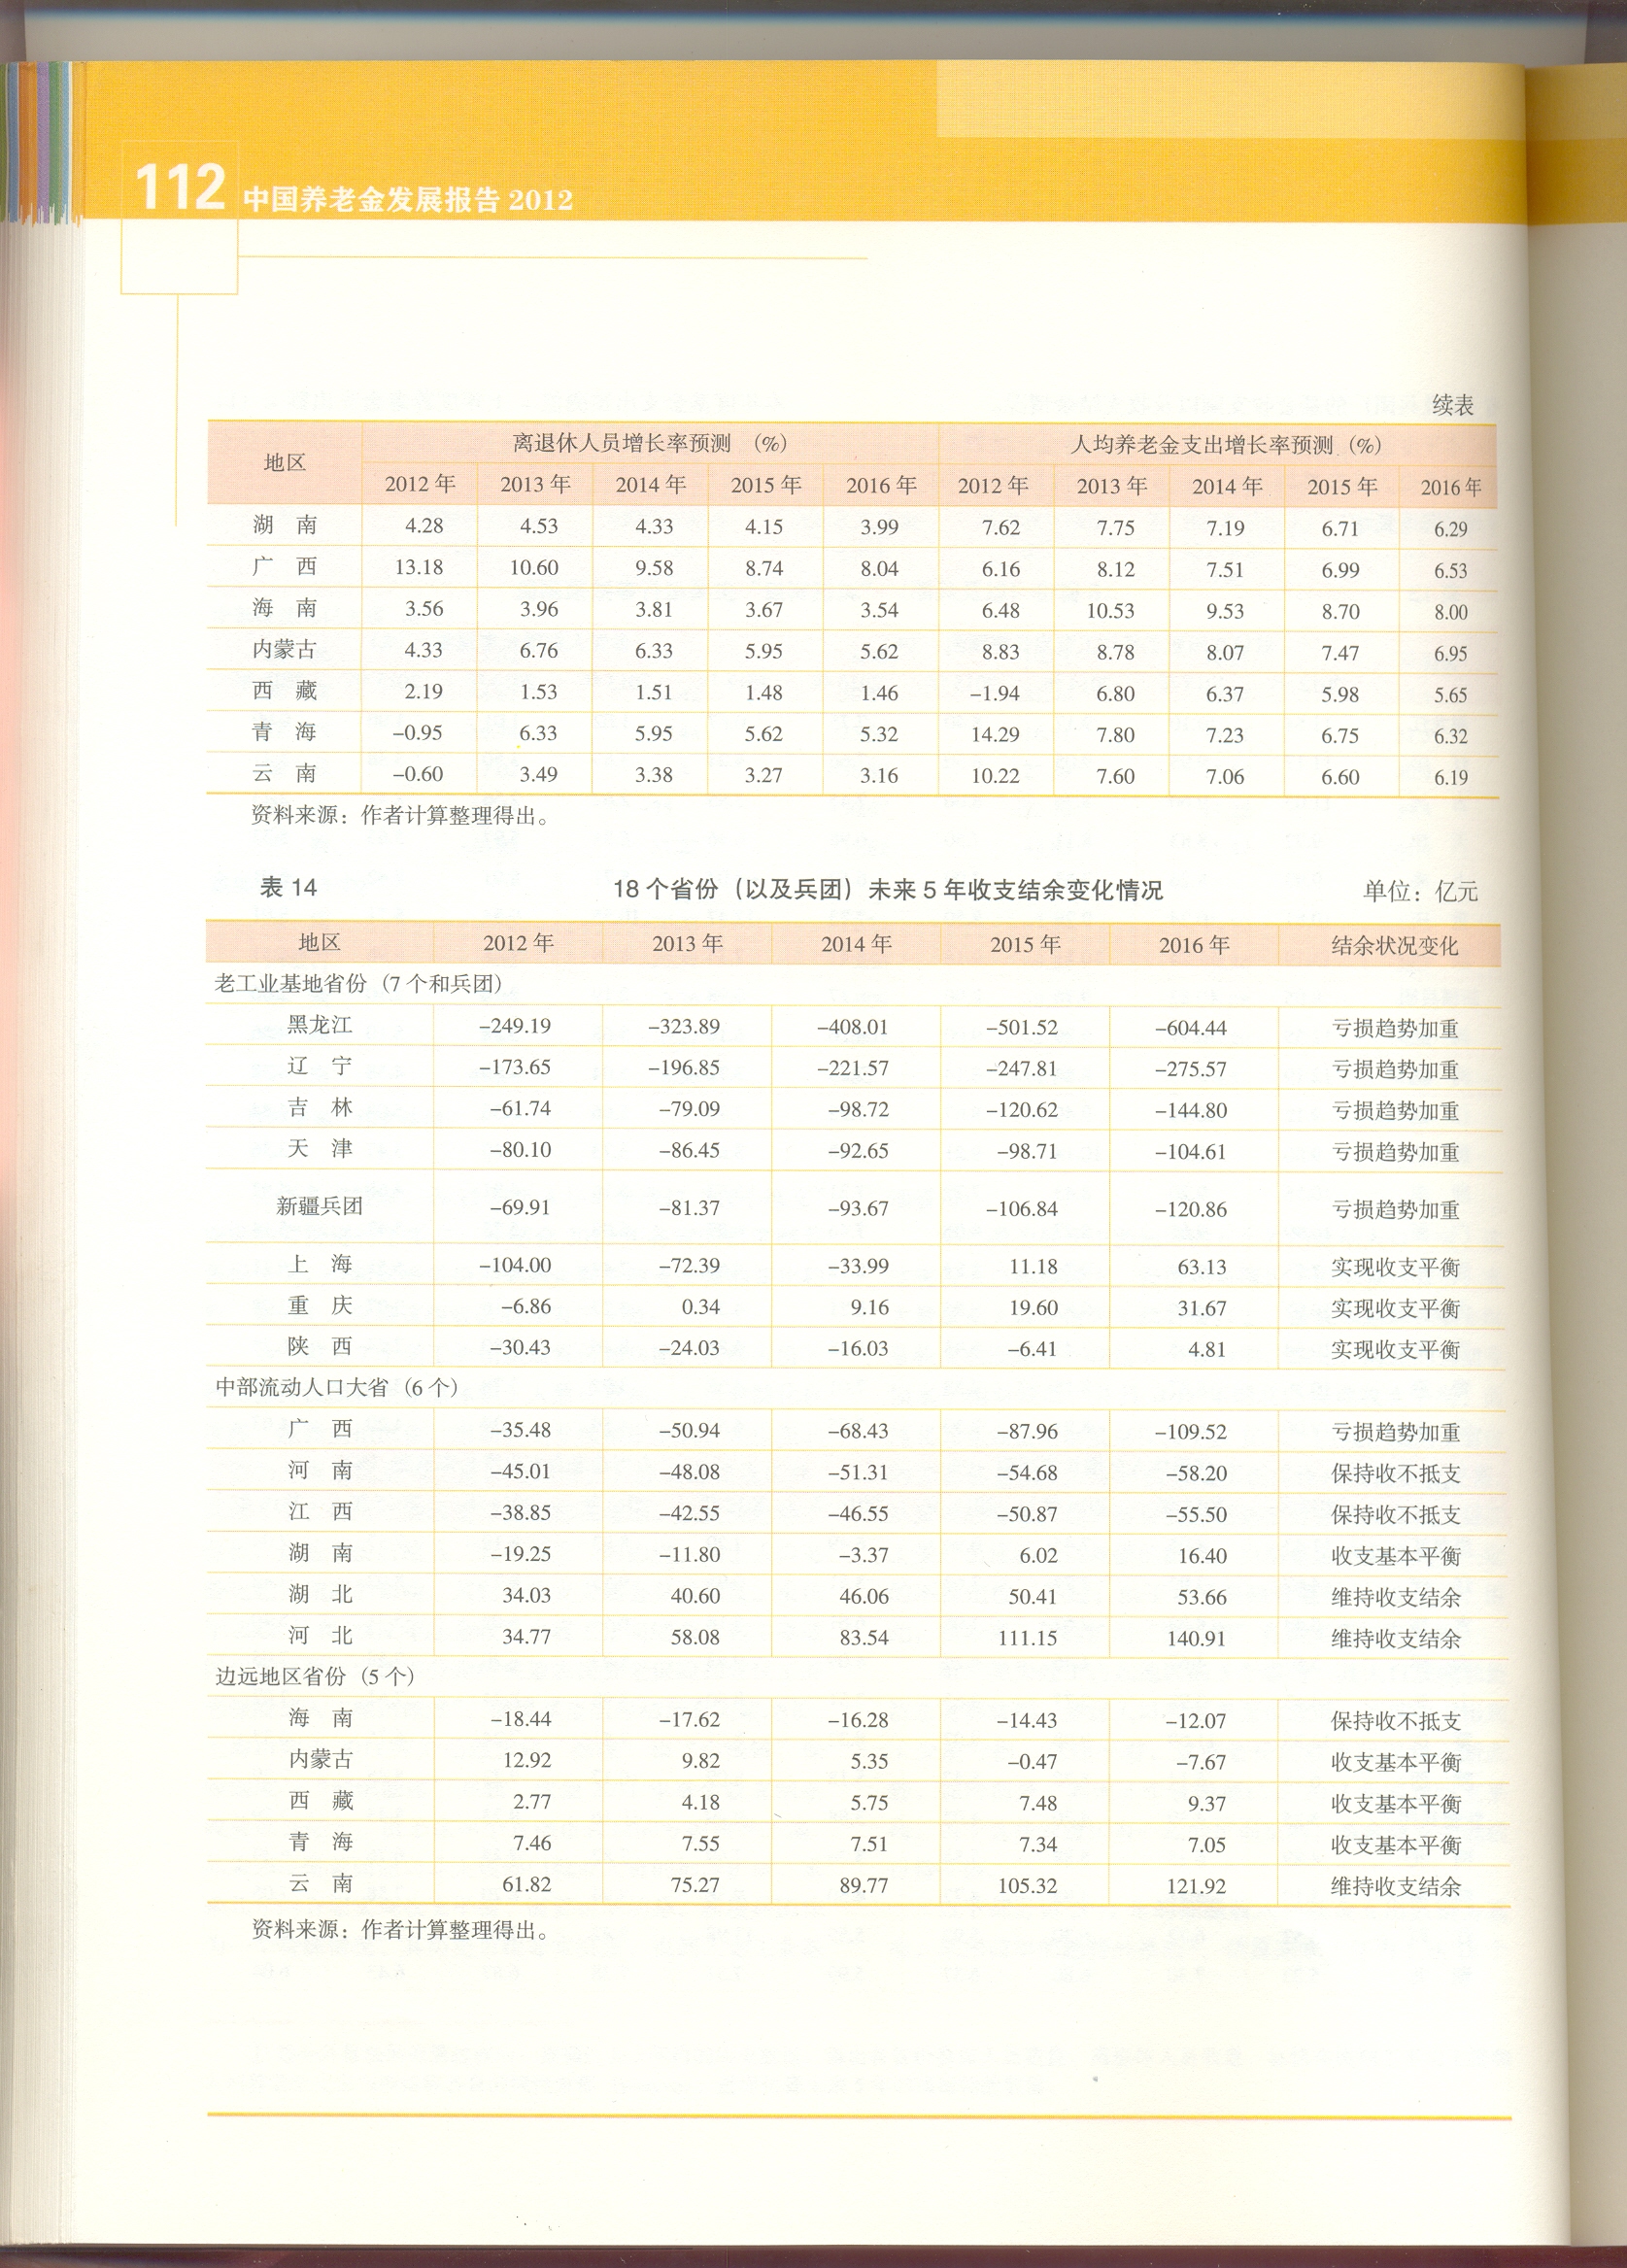 112 中国养老金发展报告 2012
续表
地区 离退休人员增长率预测 (%) 人均养老金支出增长率预测 (%)
2012 年 2013 年 2014 年 2015 年 2016 年 2012 年 2013 年 2014 年 2015 年 2016 年
湖 南 4.28 4.53 4.33 4.15 3.99 7.62 7.75 7.19 6.71 6.29
广 西 13.18 10.60 9.58 8.74 8.04 6.16 8.12 7.51 6.99 6.53
海 南 3.56 3.96 3.81 3.67 3.54 6.48 10.53 9.53 8.70 8.00
内蒙古 4.33 6.76 6.33 5.95 5.62 8.83 8.78 8.07 7.47 6.95
西 藏 2.19 1.53 1.51 1.48 1.46 -1.94 6.80 6.37 5.98 5.65
青 海 -0.95 6.33 5.95 5.62 5.32 14.29 7.80 7.23 6.75 6.32
云 南 -0.60 3.49 3.38 3.27 3.16 10.22 7.60 7.06 6.60 6.19
资料来源：作者计算整理得出。
表 14 18 个省份（以及兵团）未来 5 年收支结余变化情况 单位：亿元
地区 2012 年 2013 年 2014 年 2015 年 2016 年 结余状况变化
老工业基地省份（7 个和兵团）
黑龙江 -249.19 -323.89 -408.01 -501.52 -604.44 亏损趋势加重
辽 宁 -173.65 -196.85 -221.57 -247.81 -275.57 亏损趋势加重
吉 林 -61.74 -79.09 -98.72 -120.62 -144.80 亏损趋势加重
天 津 -80.10 -86.45 -92.65 -98.71 -104.61 亏损趋势加重
新疆兵团 -69.91 -81.37 -93.67 -106.84 -120.86 亏损趋势加重
上 海 -104.00 -72.39 -33.99 11.18 63.13 实现收支平衡
重 庆 -6.86 0.34 9.16 19.60 31.67 实现收支平衡
陕 西 -30.43 -24.03 -16.03 -6.41 4.81 实现收支平衡
中部流动人口大省（6 个）
广 西 -35.48 -50.94 -68.43 -87.96 -109.52 亏损趋势加重
河 南 -45.01 -48.08 -51.31 -54.68 -58.20 保持收不抵支
江 西 -38.85 -42.55 -46.55 -50.87 -55.50 保持收不抵支
湖 南 -19.25 -11.80 -3.37 6.02 16.40 收支基本平衡
湖 北 34.03 40.60 46.06 50.41 53.66 维持收支结余
河 北 34.77 58.08 83.54 111.15 140.91 维持收支结余
边远地区省份（5 个）
海 南 -18.44 -17.62 -16.28 -14.43 -12.07 保持收不抵支
内蒙古 12.92 9.82 5.35 -0.47 -7.67 收支基本平衡
西 藏 2.77 4.18 5.75 7.48 9.37 收支基本平衡
青 海 7.46 7.55 7.51 7.34 7.05 收支基本平衡
云 南 61.82 75.27 89.77 105.32 121.92 维持收支结余
资料来源：作者计算整理得出。